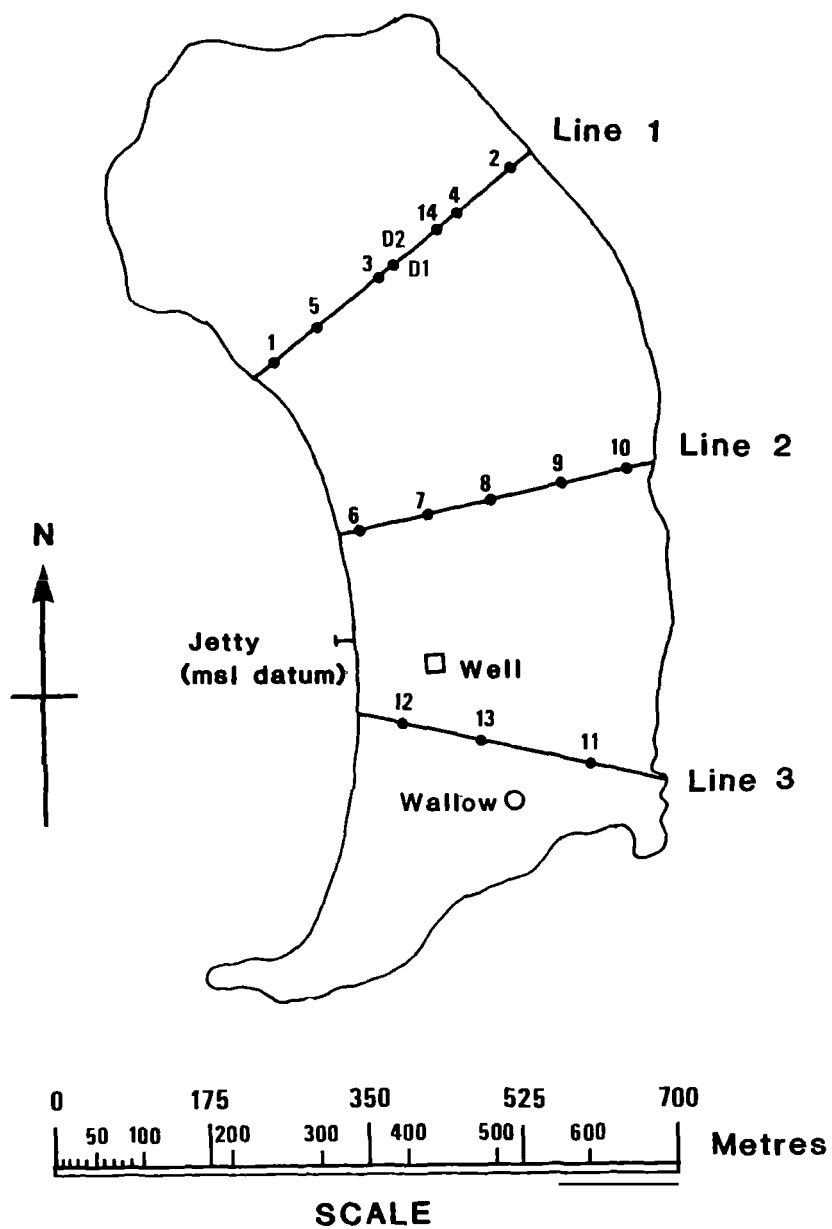 Line 1
2
4
14
D2
3 D1
5
1
Line 2
10
9
8
7
6
N
Jetty
(msl datum)
Well
12
13
11
Line 3
Wallow
0 175 350 525 700
50 100 200 300 400 500 600
Metres
SCALE